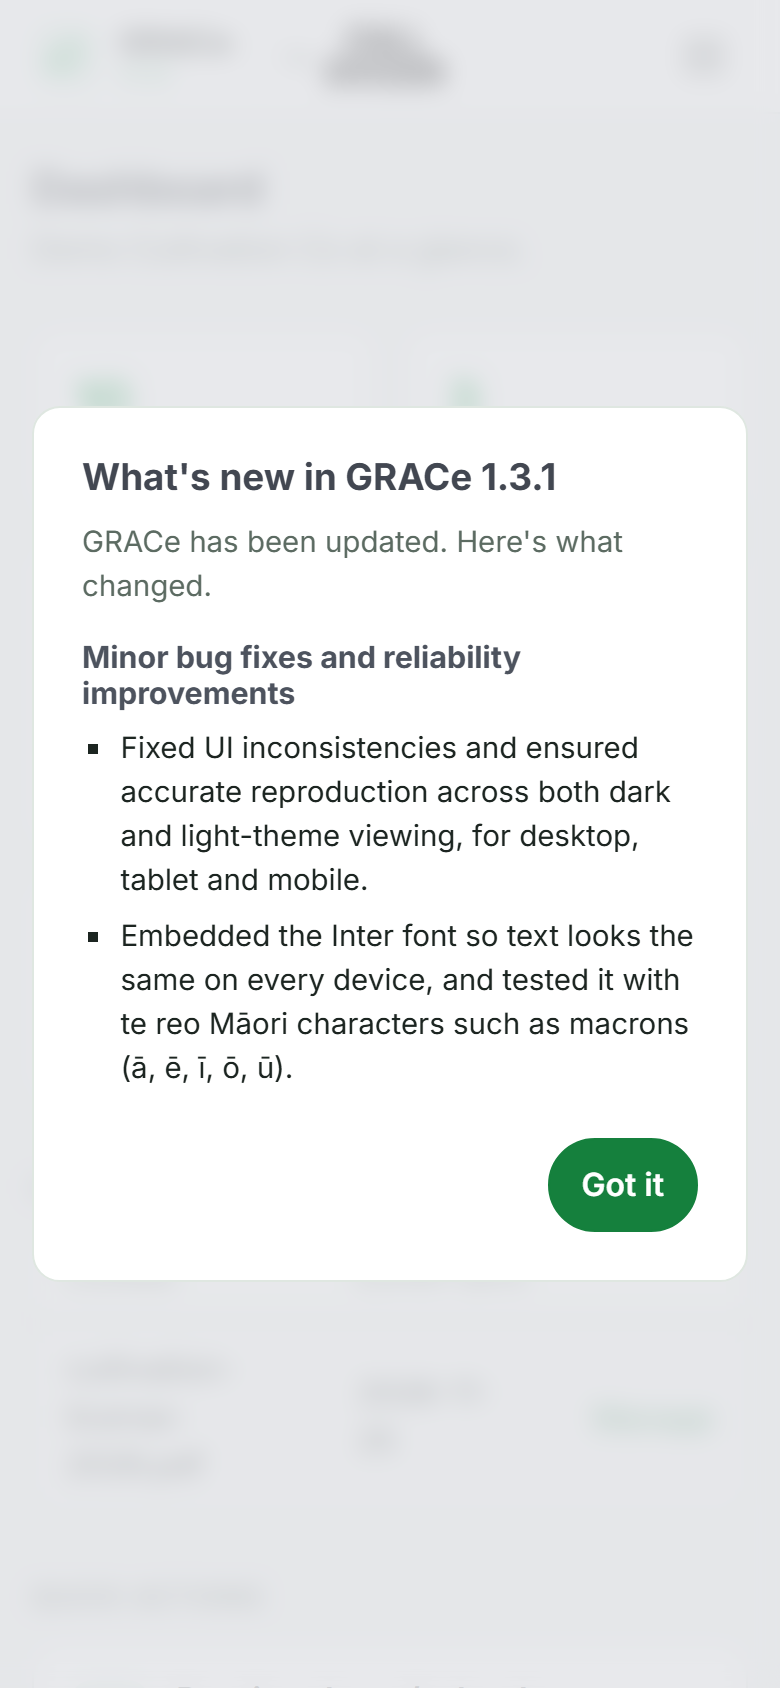 What's new in GRACe 1.3.1
GRACe has been updated. Here's what
changed.
Minor bug fixes and reliability
improvements
▪ Fixed UI inconsistencies and ensured
accurate reproduction across both dark
and light-theme viewing, for desktop,
tablet and mobile.
▪ Embedded the Inter font so text looks the
same on every device, and tested it with
te reo Māori characters such as macrons
(ā, ē, ī, ō, ū).
Got it